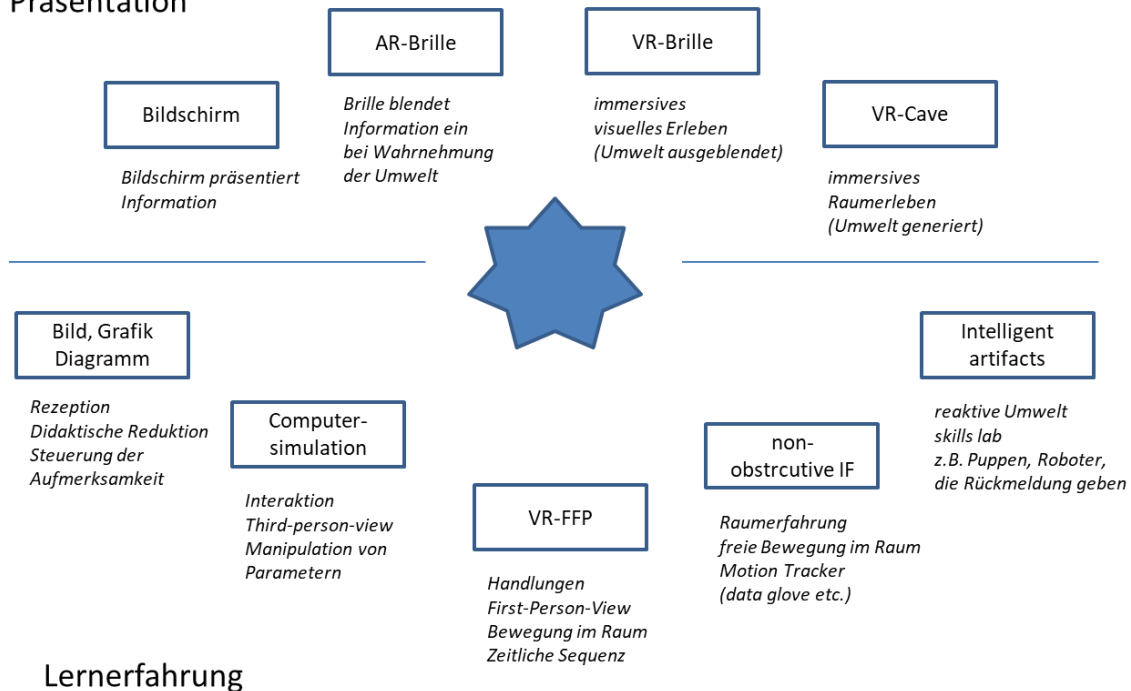 Präsentation
AR-Brille
VR-Brille
Bildschirm
VR-Cave
Brille blendet
Information ein
bei Wahrnehmung
der Umwelt
immersives
visuelles Erleben
(Umwelt ausgeblendet)
Bildschirm präsentiert
Information
immersives
Raumerleben
(Umwelt generiert)
Bild, Grafik
Diagramm
Rezeption
Didaktische Reduktion
Steuerung der
Aufmerksamkeit
Computer-
simulation
Interaktion
Third-person-view
Manipulation von
Parametern
VR-FFP
Handlungen
First-Person-View
Bewegung im Raum
Zeitliche Sequenz
non-
obstrcutive IF
Raumerfahrung
freie Bewegung im Raum
Motion Tracker
(data glove etc.)
Intelligent
artifacts
reaktive Umwelt
skills lab
z.B. Puppen, Roboter,
die Rückmeldung geben
Lernerfahrung